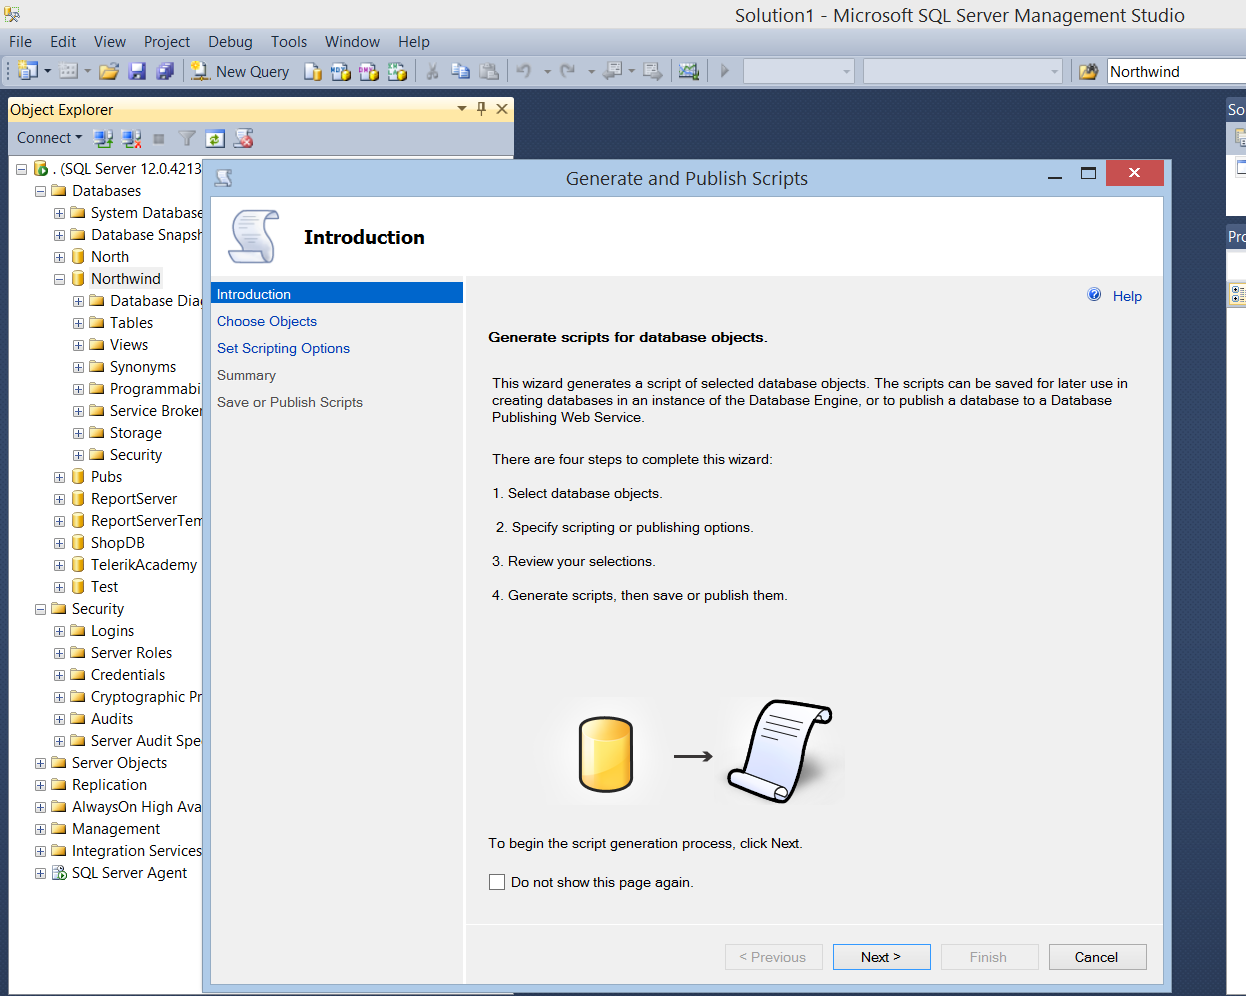 Solution1 - Microsoft SQL Server Management Studio
File Edit View Project Debug Tools Window Help
New Query
Northwind
Object Explorer
So
Connect
. (SQL Server 12.0.4213
Databases
System Database
Database Snapsh
North
Northwind
Database Dia
Tables
Views
Synonyms
Programmabi
Service Broker
Storage
Security
Pubs
ReportServer
ReportServerTem
ShopDB
TelerikAcademy
Test
Security
Logins
Server Roles
Credentials
Cryptographic Pr
Audits
Server Audit Spe
Server Objects
Replication
AlwaysOn High Ava
Management
Integration Services
SQL Server Agent
Generate and Publish Scripts
Introduction
Introduction
Choose Objects
Set Scripting Options
Summary
Save or Publish Scripts
Help
Generate scripts for database objects.
This wizard generates a script of selected database objects. The scripts can be saved for later use in
creating databases in an instance of the Database Engine, or to publish a database to a Database
Publishing Web Service.
There are four steps to complete this wizard:
1. Select database objects.
2. Specify scripting or publishing options.
3. Review your selections.
4. Generate scripts, then save or publish them.
To begin the script generation process, click Next.
Do not show this page again.
< Previous Next > Finish Cancel
Pro